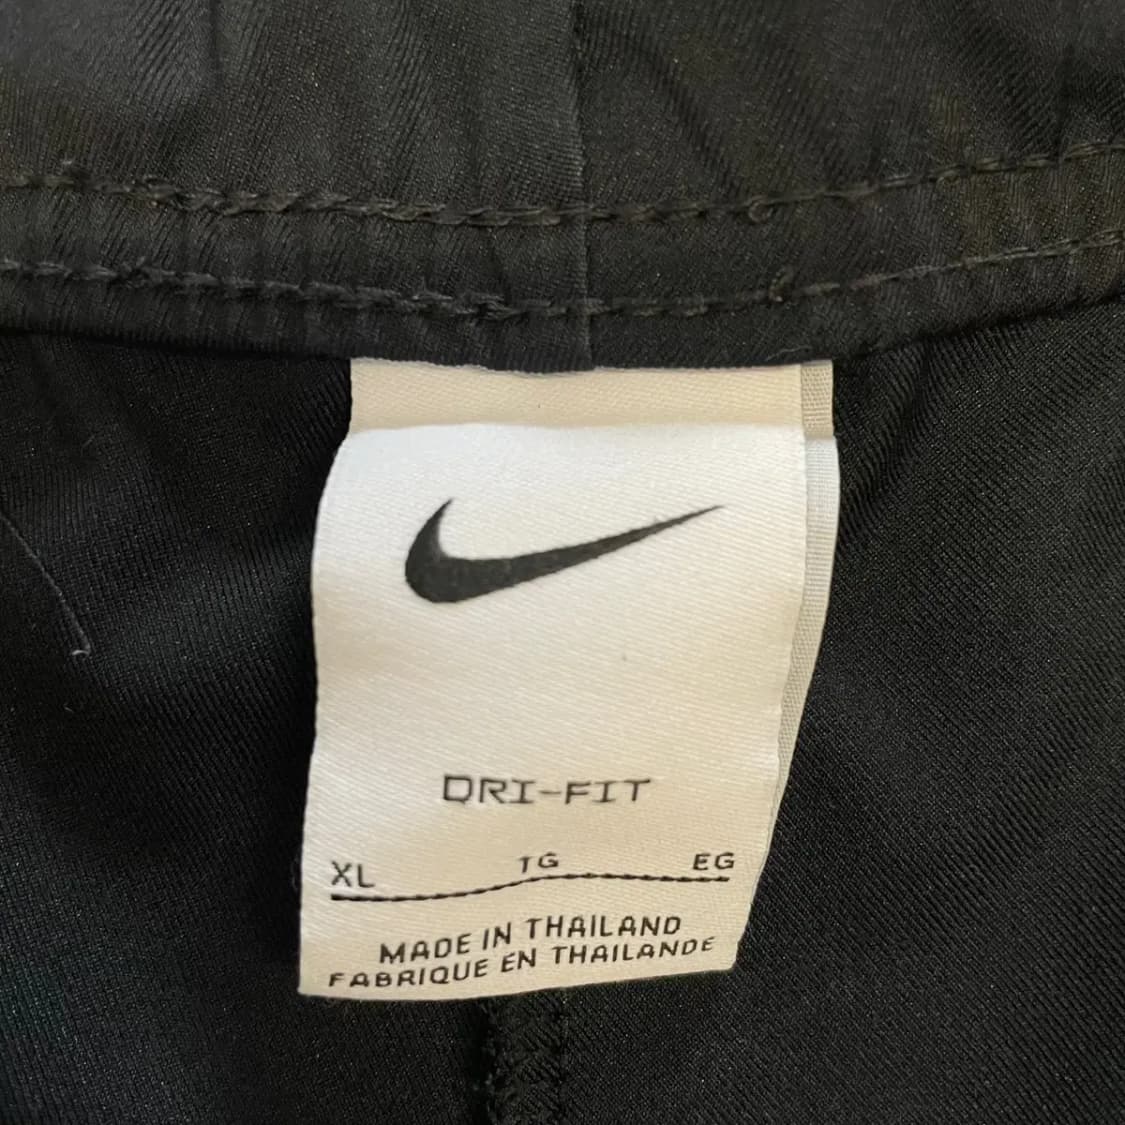 DRI-FIT
XL TG EG
MADE IN THAILAND
FABRIQUE EN THAILANDE